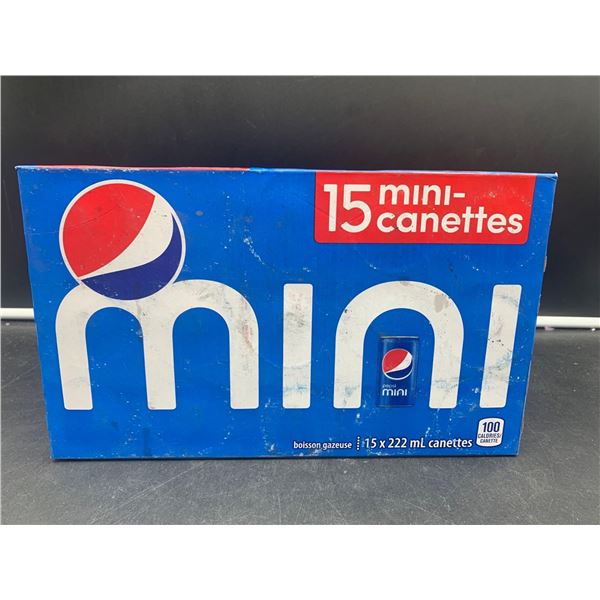 15 mini-
canettes
mini
pepsi
mini
boisson gazeuse 15 x 222 mL canettes
100
CALORIES/
CANETTE